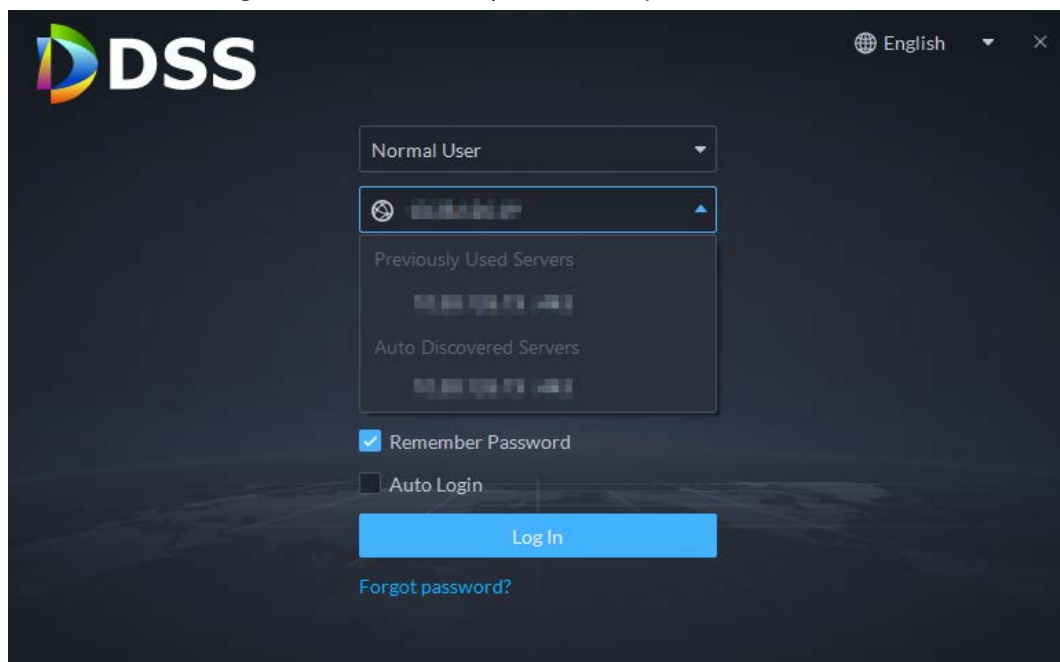 DSS
English
Normal User
Previously Used Servers
Auto Discovered Servers
Remember Password
Auto Login
Log In
Forgot password?